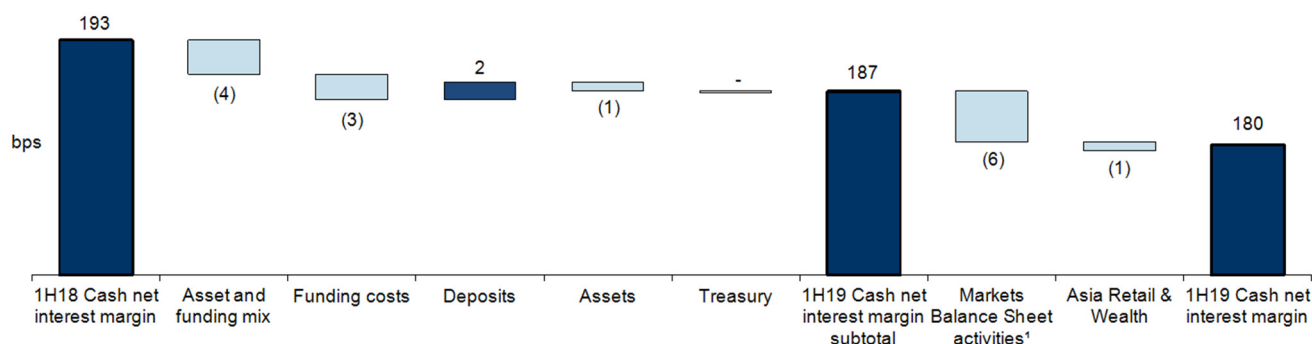 193
(4)
(3)
2
(1)
-
187
(6)
(1)
180
bps
1H18 Cash net
interest margin
Asset and
funding mix
Funding costs
Deposits
Assets
Treasury
1H19 Cash net
interest margin
subtotal
Markets
Balance Sheet
activities¹
Asia Retail &
Wealth
1H19 Cash net
interest margin